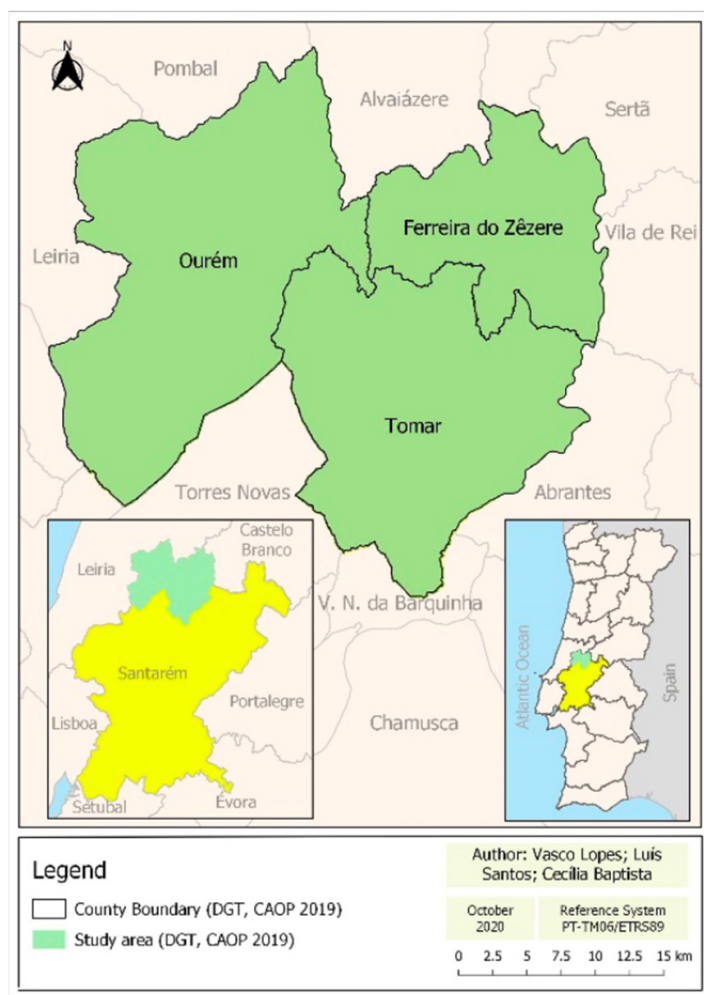 N
Pombal
Alvaiázere
Sertã
Ferreira do Zêzere
Vila de Rei
Leiria
Ourém
Tomar
Torres Novas
Abrantes
V. N. da Barquinha
Chamusca
Castelo
Branco
Leiria
Santarém
Portalegre
Lisboa
Setubal
Évora
Atlantic Ocean
Spain
Legend
County Boundary (DGT, CAOP 2019)
Study area (DGT, CAOP 2019)
Author: Vasco Lopes; Luís
Santos; Cecília Baptista
October
2020
Reference System
PT-TM06/ETRS89
0 2.5 5 7.5 10 12.5 15 km